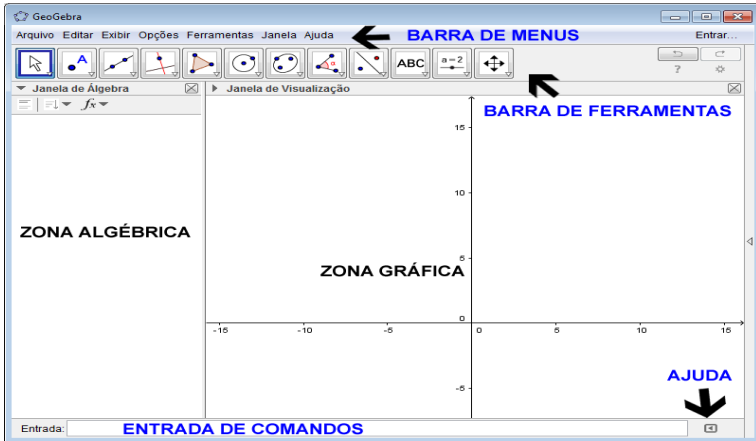 GeoGebra
Arquivo Editar Exibir Opções Ferramentas Janela Ajuda BARRA DE MENUS Entrar...
A α ABC a=2
?
BARRA DE FERRAMENTAS
Janela de Álgebra Janela de Visualização
fx
15
10
5
0
-5
-15 -10 -5 0 5 10 15
ZONA ALGÉBRICA
ZONA GRÁFICA
AJUDA
Entrada: ENTRADA DE COMANDOS